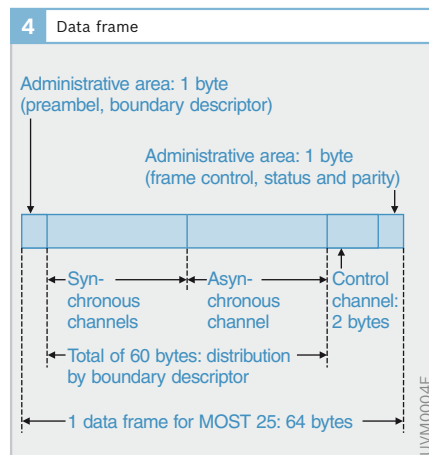 4 Data frame
Administrative area: 1 byte
(preambel, boundary descriptor)
Administrative area: 1 byte
(frame control, status and parity)
Syn-
chronous
channels
Asyn-
chronous
channel
Control
channel:
2 bytes
Total of 60 bytes: distribution
by boundary descriptor
1 data frame for MOST 25: 64 bytes
UVM0004E